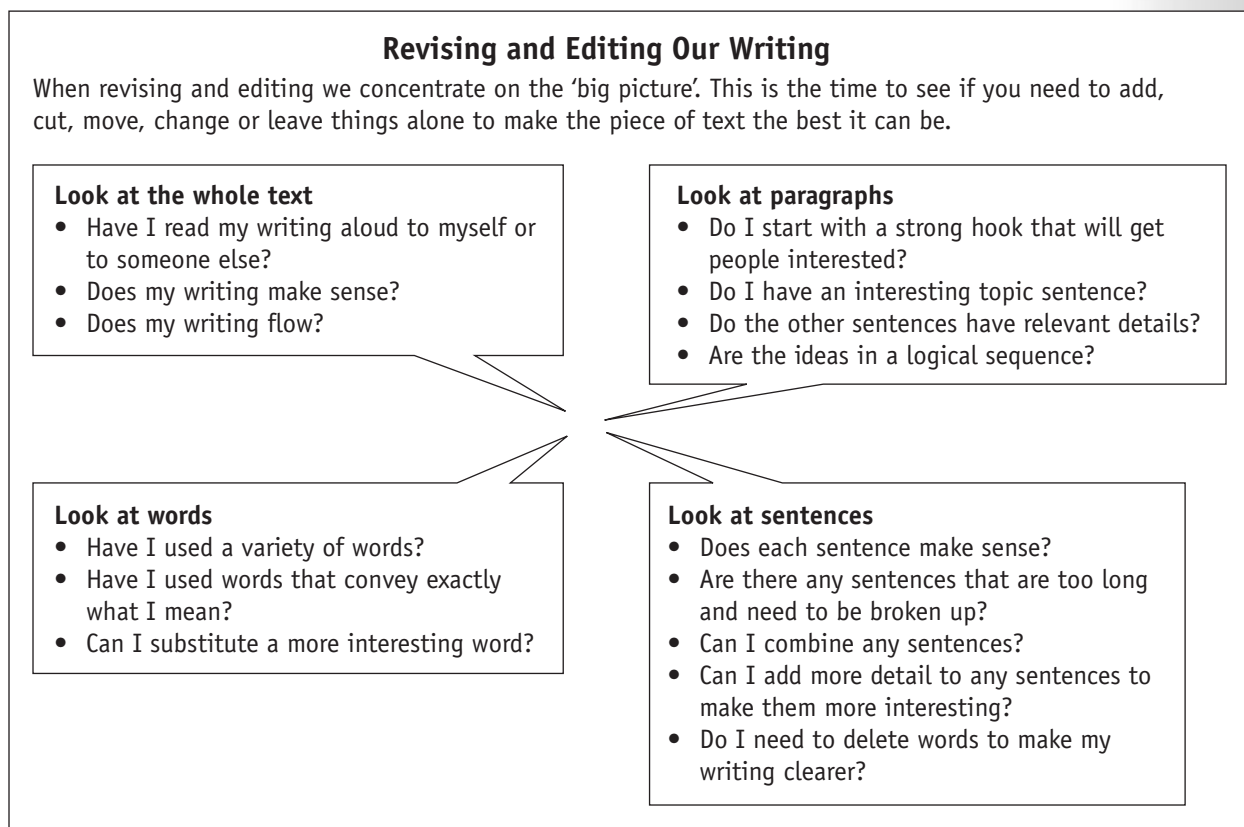 Revising and Editing Our Writing
When revising and editing we concentrate on the ‘big picture’. This is the time to see if you need to add,
cut, move, change or leave things alone to make the piece of text the best it can be.
Look at the whole text
• Have I read my writing aloud to myself or
to someone else?
• Does my writing make sense?
• Does my writing flow?
Look at paragraphs
• Do I start with a strong hook that will get
people interested?
• Do I have an interesting topic sentence?
• Do the other sentences have relevant details?
• Are the ideas in a logical sequence?
Look at words
• Have I used a variety of words?
• Have I used words that convey exactly
what I mean?
• Can I substitute a more interesting word?
Look at sentences
• Does each sentence make sense?
• Are there any sentences that are too long
and need to be broken up?
• Can I combine any sentences?
• Can I add more detail to any sentences to
make them more interesting?
• Do I need to delete words to make my
writing clearer?